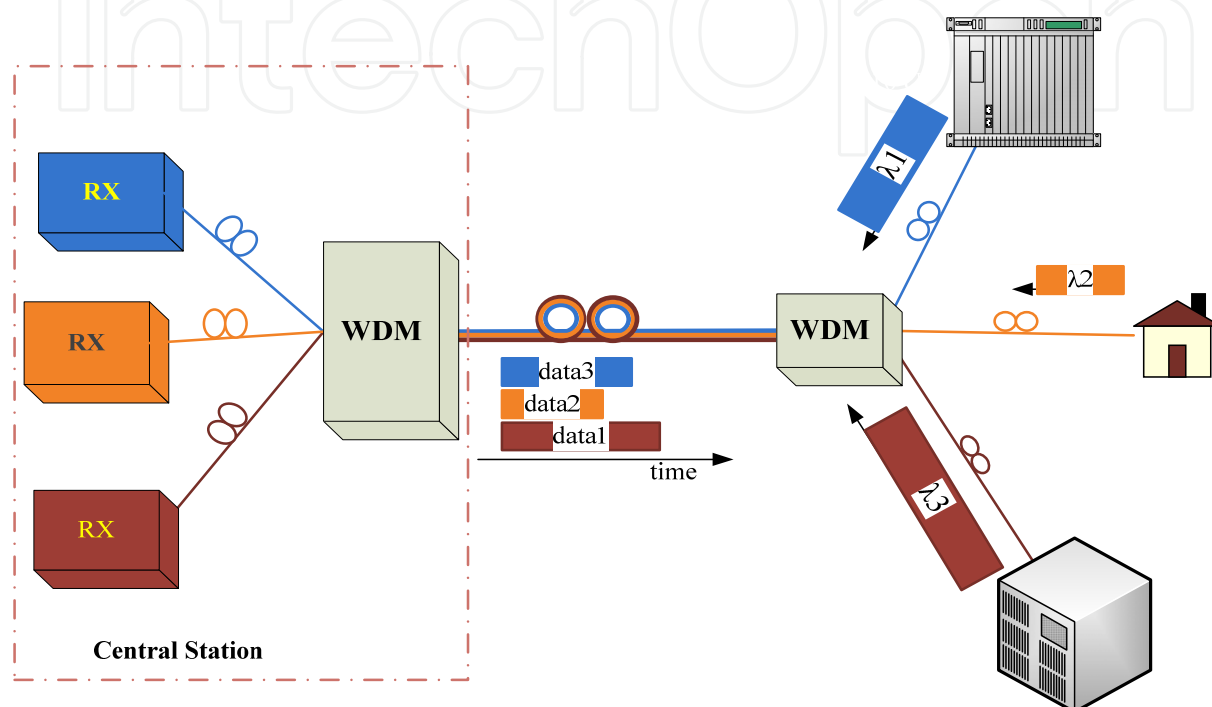 IntechOpen
RX
λ1
λ2
RX
WDM
WDM
data3
data2
data1
time
λ3
RX
Central Station